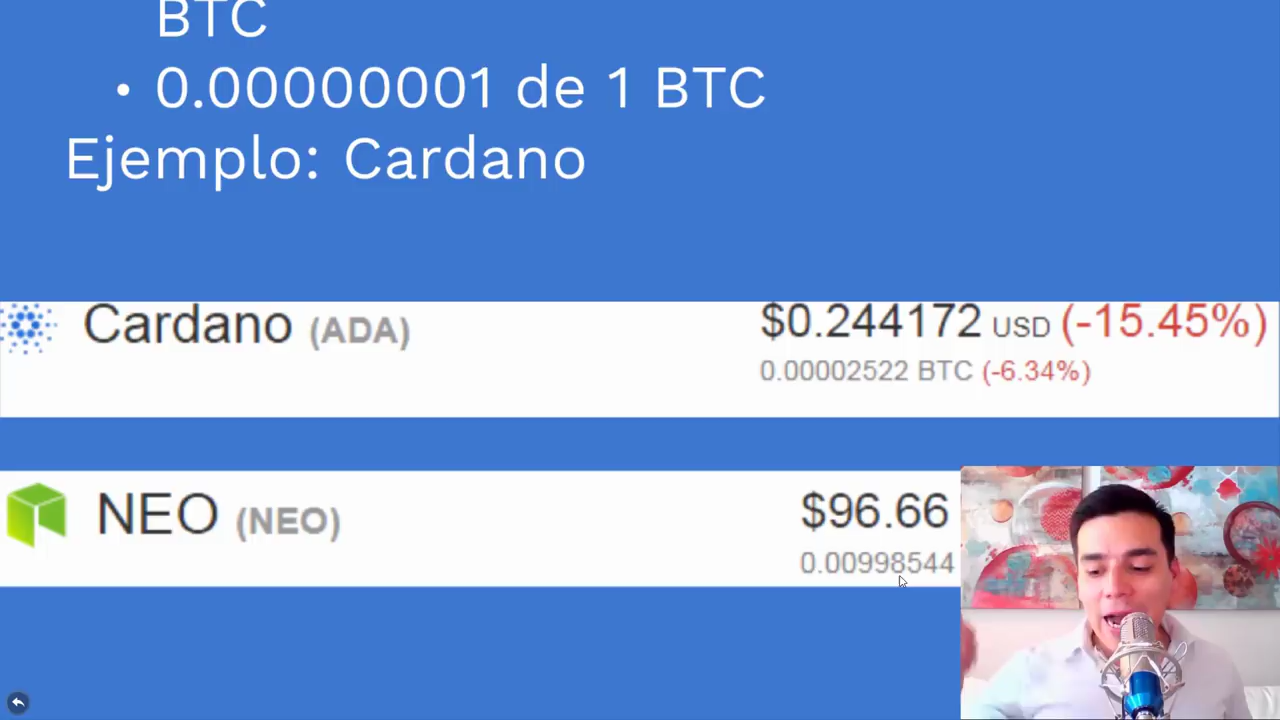 BTC
• 0.00000001 de 1 BTC
Ejemplo: Cardano
Cardano (ADA) $0.244172 USD (-15.45%)
0.00002522 BTC (-6.34%)
NEO (NEO) $96.66
0.00998544